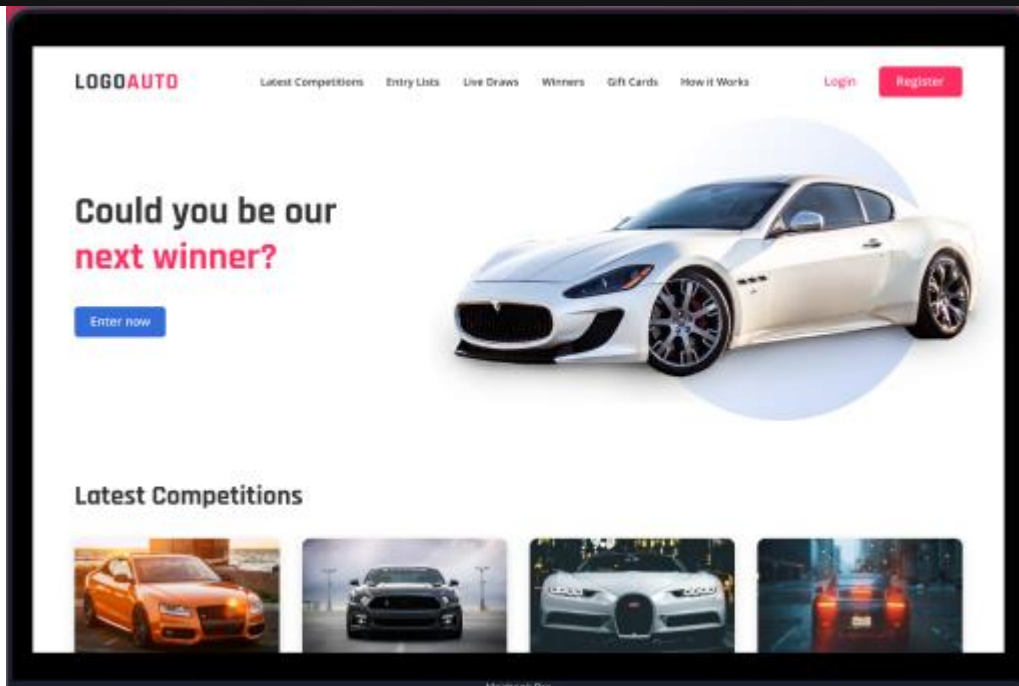 LOGOAUTO
Latest Competitions Entry Lists Live Draws Winners Gift Cards How it Works Login Register
Could you be our
next winner?
Enter now
Latest Competitions